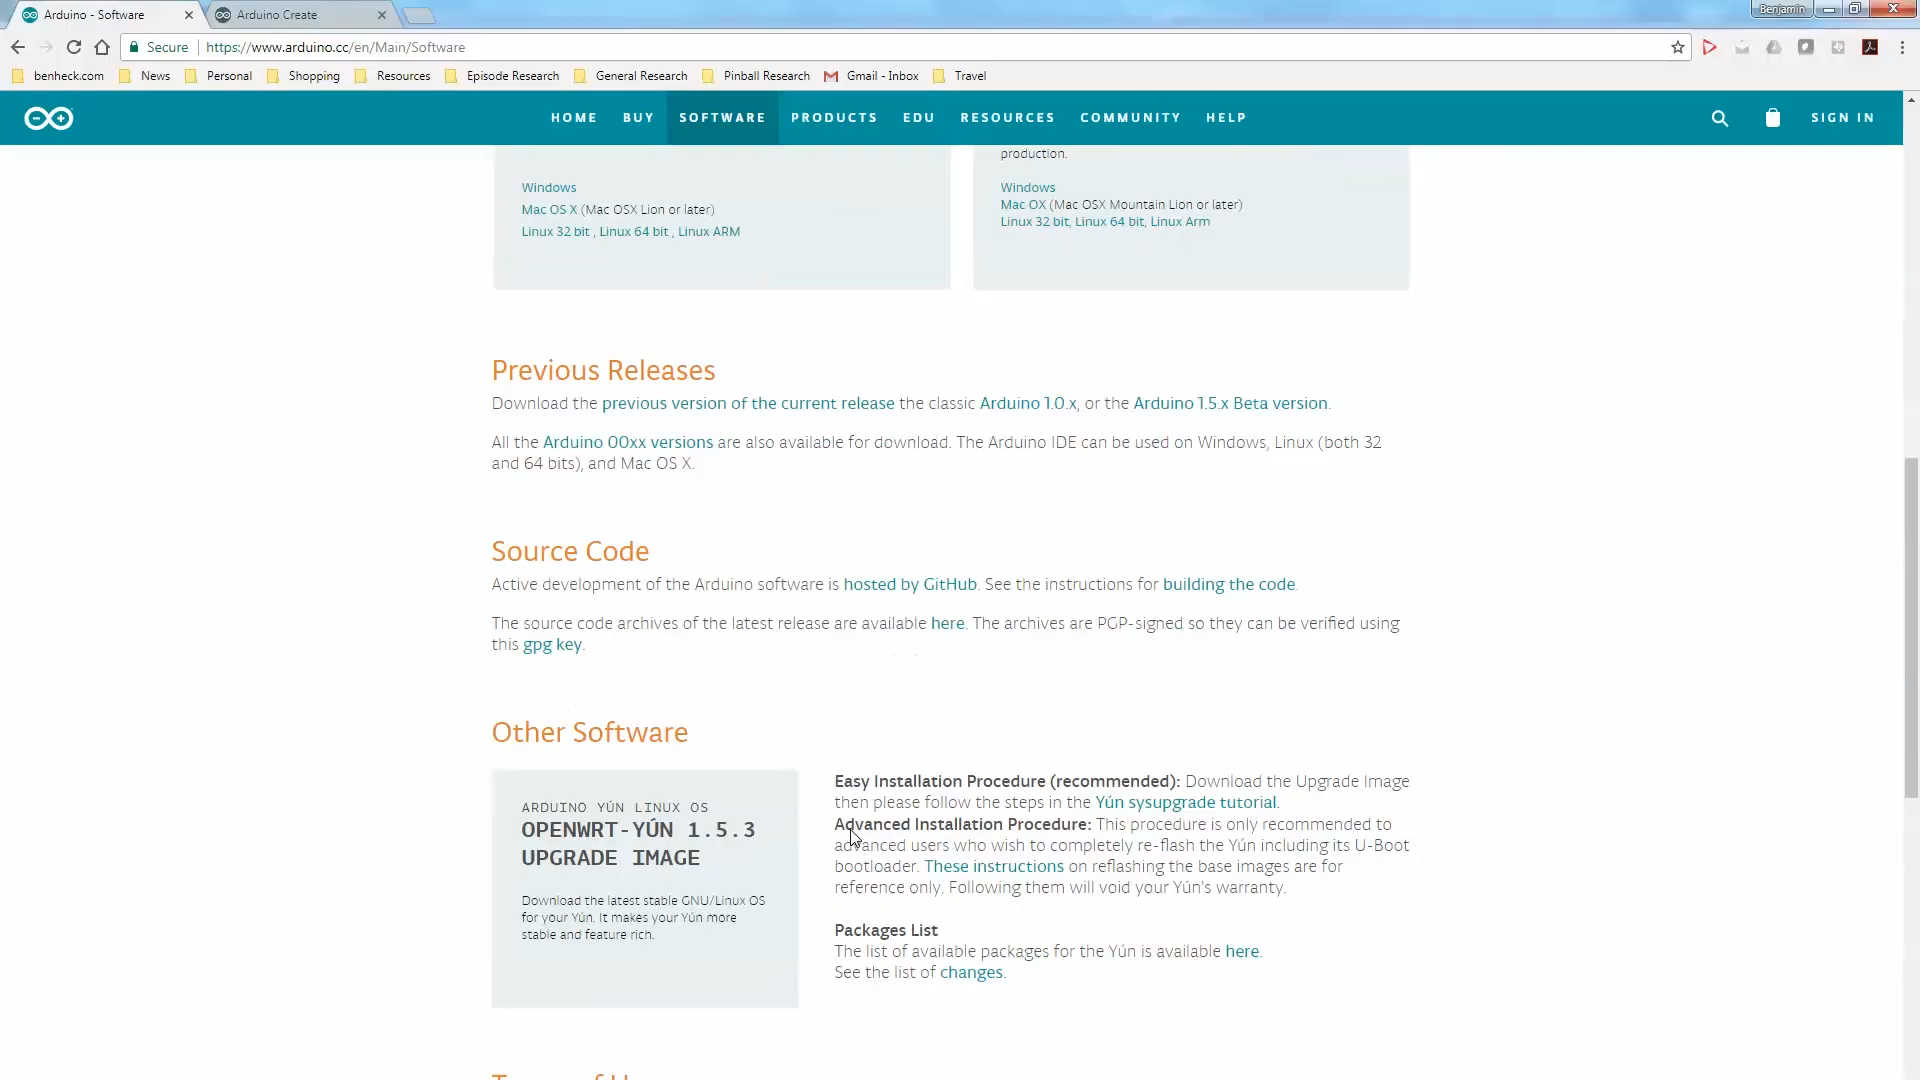 Arduino - Software
Arduino Create
Benjamin
Secure
https://www.arduino.cc/en/Main/Software
benheck.com News Personal Shopping Resources Episode Research General Research Pinball Research Gmail - Inbox Travel
HOME BUY SOFTWARE PRODUCTS EDU RESOURCES COMMUNITY HELP SIGN IN
Windows
Mac OS X (Mac OSX Lion or later)
Linux 32 bit , Linux 64 bit , Linux ARM
production.
Windows
Mac OX (Mac OSX Mountain Lion or later)
Linux 32 bit, Linux 64 bit, Linux Arm
Previous Releases
Download the previous version of the current release the classic Arduino 1.0.x, or the Arduino 1.5.x Beta version.
All the Arduino 00xx versions are also available for download. The Arduino IDE can be used on Windows, Linux (both 32
and 64 bits), and Mac OS X.
Source Code
Active development of the Arduino software is hosted by GitHub. See the instructions for building the code.
The source code archives of the latest release are available here. The archives are PGP-signed so they can be verified using
this gpg key.
Other Software
ARDUINO YÚN LINUX OS
OPENWRT-YÚN 1.5.3
UPGRADE IMAGE
Download the latest stable GNU/Linux OS
for your Yún. It makes your Yún more
stable and feature rich.
Easy Installation Procedure (recommended): Download the Upgrade Image
then please follow the steps in the Yún sysupgrade tutorial.
Advanced Installation Procedure: This procedure is only recommended to
advanced users who wish to completely re-flash the Yún including its U-Boot
bootloader. These instructions on reflashing the base images are for
reference only. Following them will void your Yún's warranty.
Packages List
The list of available packages for the Yún is available here.
See the list of changes.